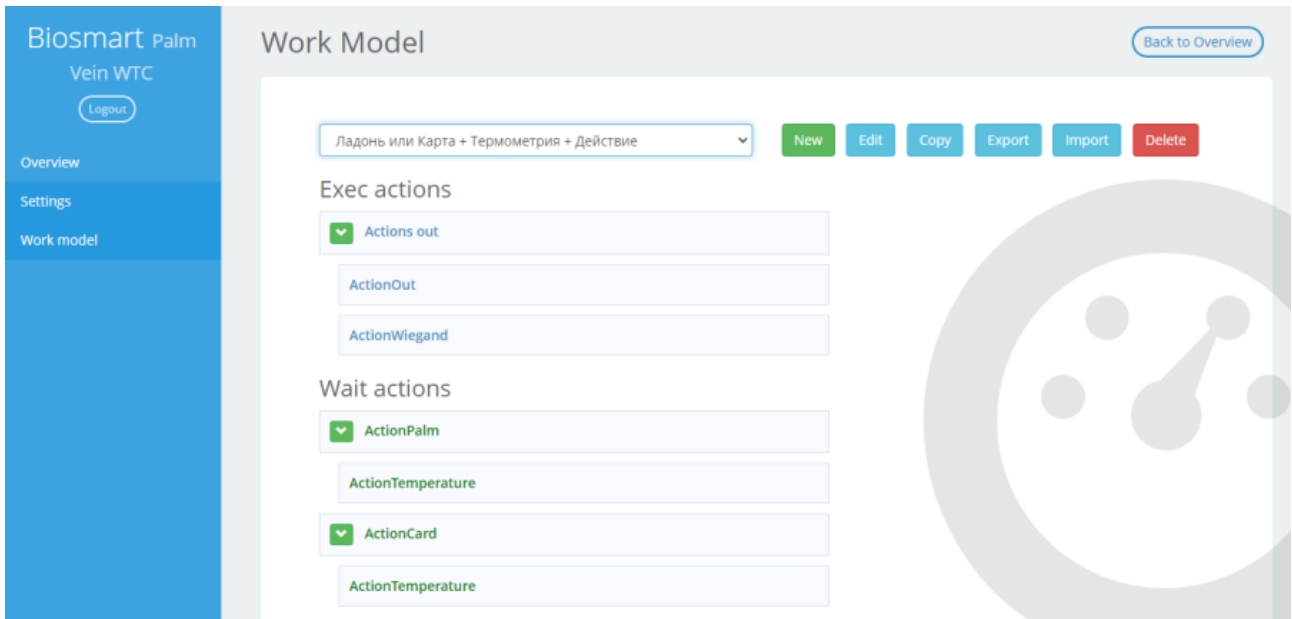 Biosmart Palm
Vein WTC
Logout
Overview
Settings
Work model
Work Model
Back to Overview
Ладонь или Карта + Термометрия + Действие
New Edit Copy Export Import Delete
Exec actions
Actions out
ActionOut
ActionWiegand
Wait actions
ActionPalm
ActionTemperature
ActionCard
ActionTemperature